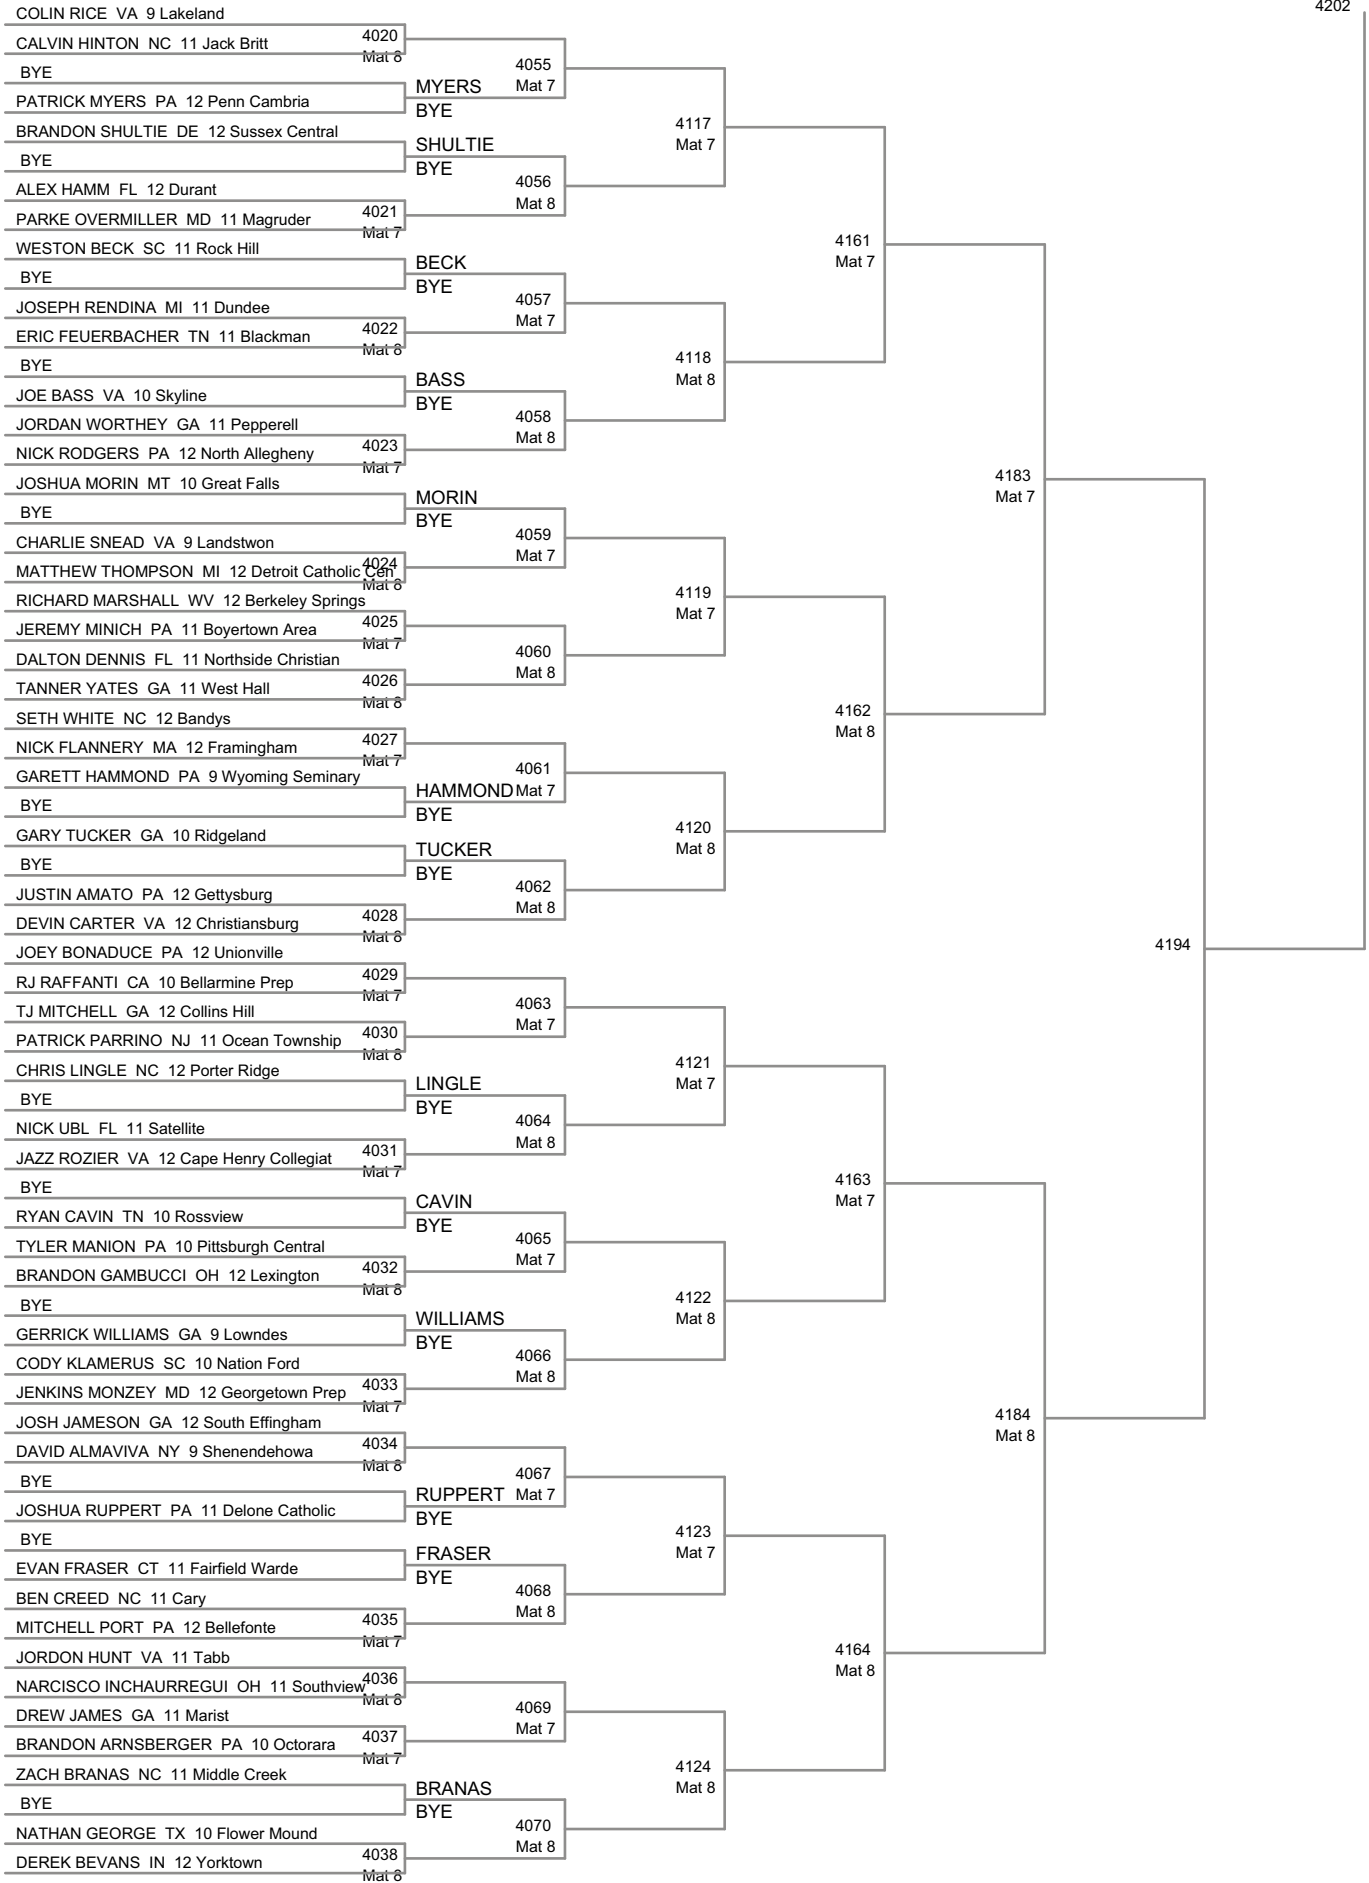 4202
COLIN RICE VA 9 Lakeland
CALVIN HINTON NC 11 Jack Britt
4020
Mat 8
BYE
4055
Mat 7
PATRICK MYERS PA 12 Penn Cambria
MYERS
BYE
BRANDON SHULTIE DE 12 Sussex Central
4117
Mat 7
BYE
SHULTIE
BYE
ALEX HAMM FL 12 Durant
4056
Mat 8
PARKE OVERMILLER MD 11 Magruder
4021
Mat 7
WESTON BECK SC 11 Rock Hill
4161
Mat 7
BYE
BECK
BYE
JOSEPH RENDINA MI 11 Dundee
4057
Mat 7
ERIC FEUERBACHER TN 11 Blackman
4022
Mat 8
BYE
4118
Mat 8
JOE BASS VA 10 Skyline
BASS
BYE
JORDAN WORTHEY GA 11 Pepperell
4058
Mat 8
NICK RODGERS PA 12 North Allegheny
4023
Mat 7
JOSHUA MORIN MT 10 Great Falls
4183
Mat 7
BYE
MORIN
BYE
CHARLIE SNEAD VA 9 Landstwon
4059
Mat 7
MATTHEW THOMPSON MI 12 Detroit Catholic Cen
4024
Mat 8
RICHARD MARSHALL WV 12 Berkeley Springs
4119
Mat 7
JEREMY MINICH PA 11 Boyertown Area
4025
Mat 7
DALTON DENNIS FL 11 Northside Christian
4060
Mat 8
TANNER YATES GA 11 West Hall
4026
Mat 8
SETH WHITE NC 12 Bandys
4162
Mat 8
NICK FLANNERY MA 12 Framingham
4027
Mat 7
GARETT HAMMOND PA 9 Wyoming Seminary
4061
Mat 7
BYE
HAMMOND
BYE
GARY TUCKER GA 10 Ridgeland
4120
Mat 8
BYE
TUCKER
BYE
JUSTIN AMATO PA 12 Gettysburg
4062
Mat 8
DEVIN CARTER VA 12 Christiansburg
4028
Mat 8
JOEY BONADUCE PA 12 Unionville
4194
RJ RAFFANTI CA 10 Bellarmine Prep
4029
Mat 7
TJ MITCHELL GA 12 Collins Hill
4063
Mat 7
PATRICK PARRINO NJ 11 Ocean Township
4030
Mat 8
CHRIS LINGLE NC 12 Porter Ridge
4121
Mat 7
BYE
LINGLE
BYE
NICK UBL FL 11 Satellite
4064
Mat 8
JAZZ ROZIER VA 12 Cape Henry Collegiat
4031
Mat 7
BYE
4163
Mat 7
RYAN CAVIN TN 10 Rossview
CAVIN
BYE
TYLER MANION PA 10 Pittsburgh Central
4065
Mat 7
BRANDON GAMBUCCI OH 12 Lexington
4032
Mat 8
BYE
4122
Mat 8
GERRICK WILLIAMS GA 9 Lowndes
WILLIAMS
BYE
CODY KLAMERUS SC 10 Nation Ford
4066
Mat 8
JENKINS MONZEY MD 12 Georgetown Prep
4033
Mat 7
JOSH JAMESON GA 12 South Effingham
4184
Mat 8
DAVID ALMAVIVA NY 9 Shenendehowa
4034
Mat 8
BYE
4067
Mat 7
JOSHUA RUPPERT PA 11 Delone Catholic
RUPPERT
BYE
BYE
4123
Mat 7
EVAN FRASER CT 11 Fairfield Warde
FRASER
BYE
BEN CREED NC 11 Cary
4068
Mat 8
MITCHELL PORT PA 12 Bellefonte
4035
Mat 7
JORDON HUNT VA 11 Tabb
4164
Mat 8
NARCISCO INCHAURREGUI OH 11 Southview
4036
Mat 8
DREW JAMES GA 11 Marist
4069
Mat 7
BRANDON ARNSBERGER PA 10 Octorara
4037
Mat 7
ZACH BRANAS NC 11 Middle Creek
4124
Mat 8
BYE
BRANAS
BYE
NATHAN GEORGE TX 10 Flower Mound
4070
Mat 8
DEREK BEVANS IN 12 Yorktown
4038
Mat 8